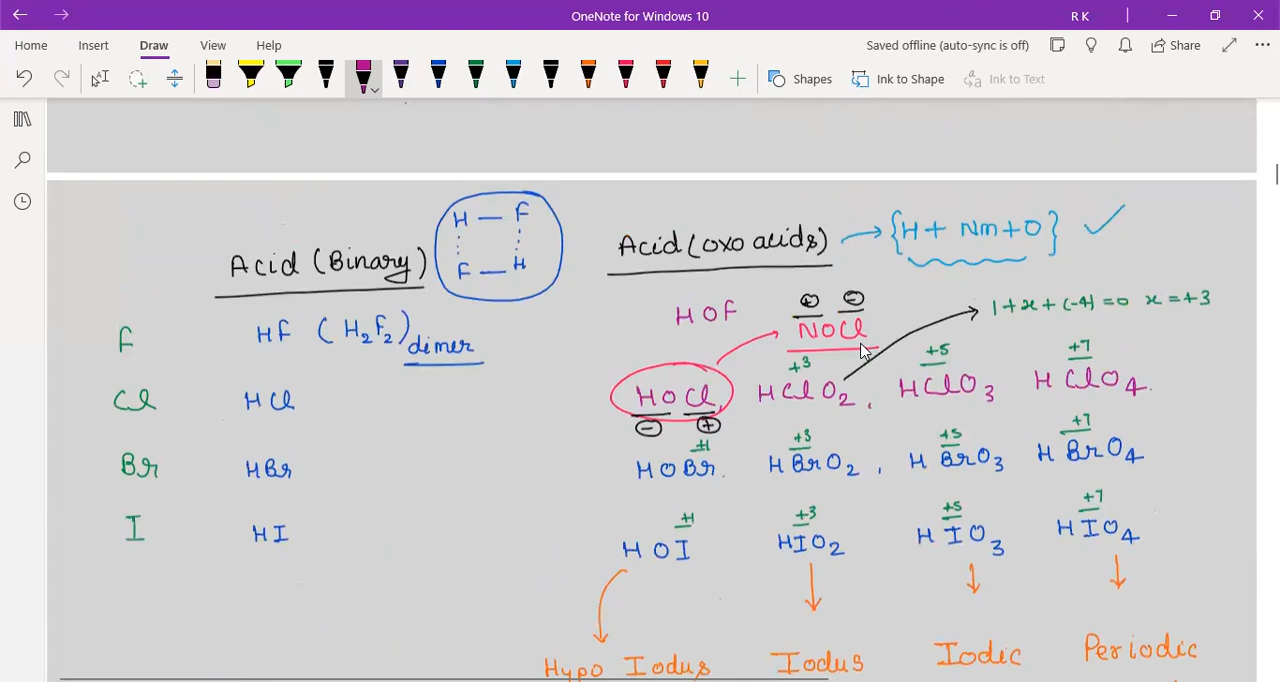 OneNote for Windows 10
R K
Home Insert Draw View Help
Saved offline (auto-sync is off) Share
Shapes Ink to Shape Ink to Text
Acid (Binary)
H — F
F — H
Acid (oxo acids) → {H + Nm + O} ✓
F HF (H₂F₂) dimer
HOF
⊕ ⊖
NOCl
1 + x + (-4) = 0 x = +3
Cl HCl
+3 +5 +7
HOCl HClO₂, HClO₃ HClO₄.
⊖ ⊕
Br HBr
+1 +3 +5 +7
HOBr. HBrO₂, HBrO₃ HBrO₄
I HI
+1 +3 +5 +7
HOI HIO₂ HIO₃ HIO₄
Hypo Iodus Iodus Iodic Periodic